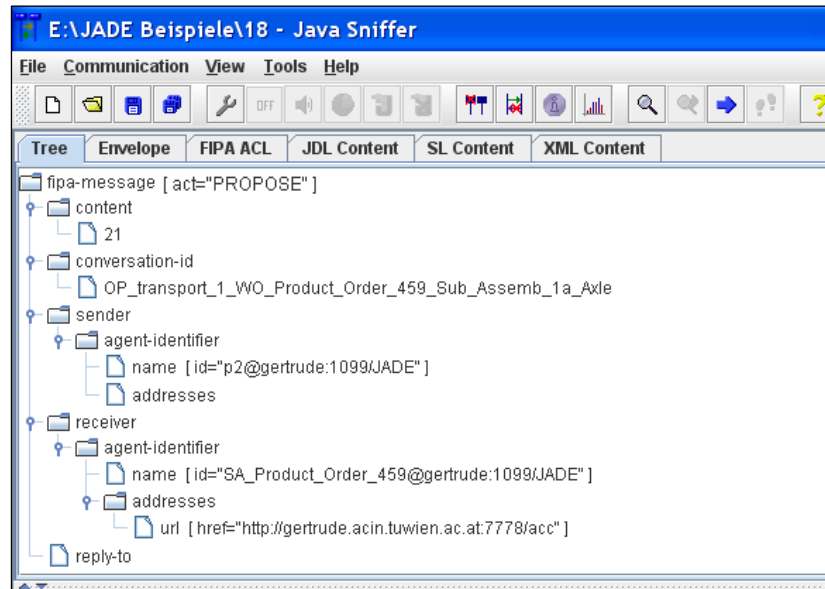 E:\JADE Beispiele\18 - Java Sniffer
File Communication View Tools Help
OFF ?
Tree Envelope FIPA ACL JDL Content SL Content XML Content
fipa-message [ act="PROPOSE" ]
content
21
conversation-id
OP_transport_1_WO_Product_Order_459_Sub_Assemb_1a_Axle
sender
agent-identifier
name [ id="p2@gertrude:1099/JADE" ]
addresses
receiver
agent-identifier
name [ id="SA_Product_Order_459@gertrude:1099/JADE" ]
addresses
url [ href="http://gertrude.acin.tuwien.ac.at:7778/acc" ]
reply-to